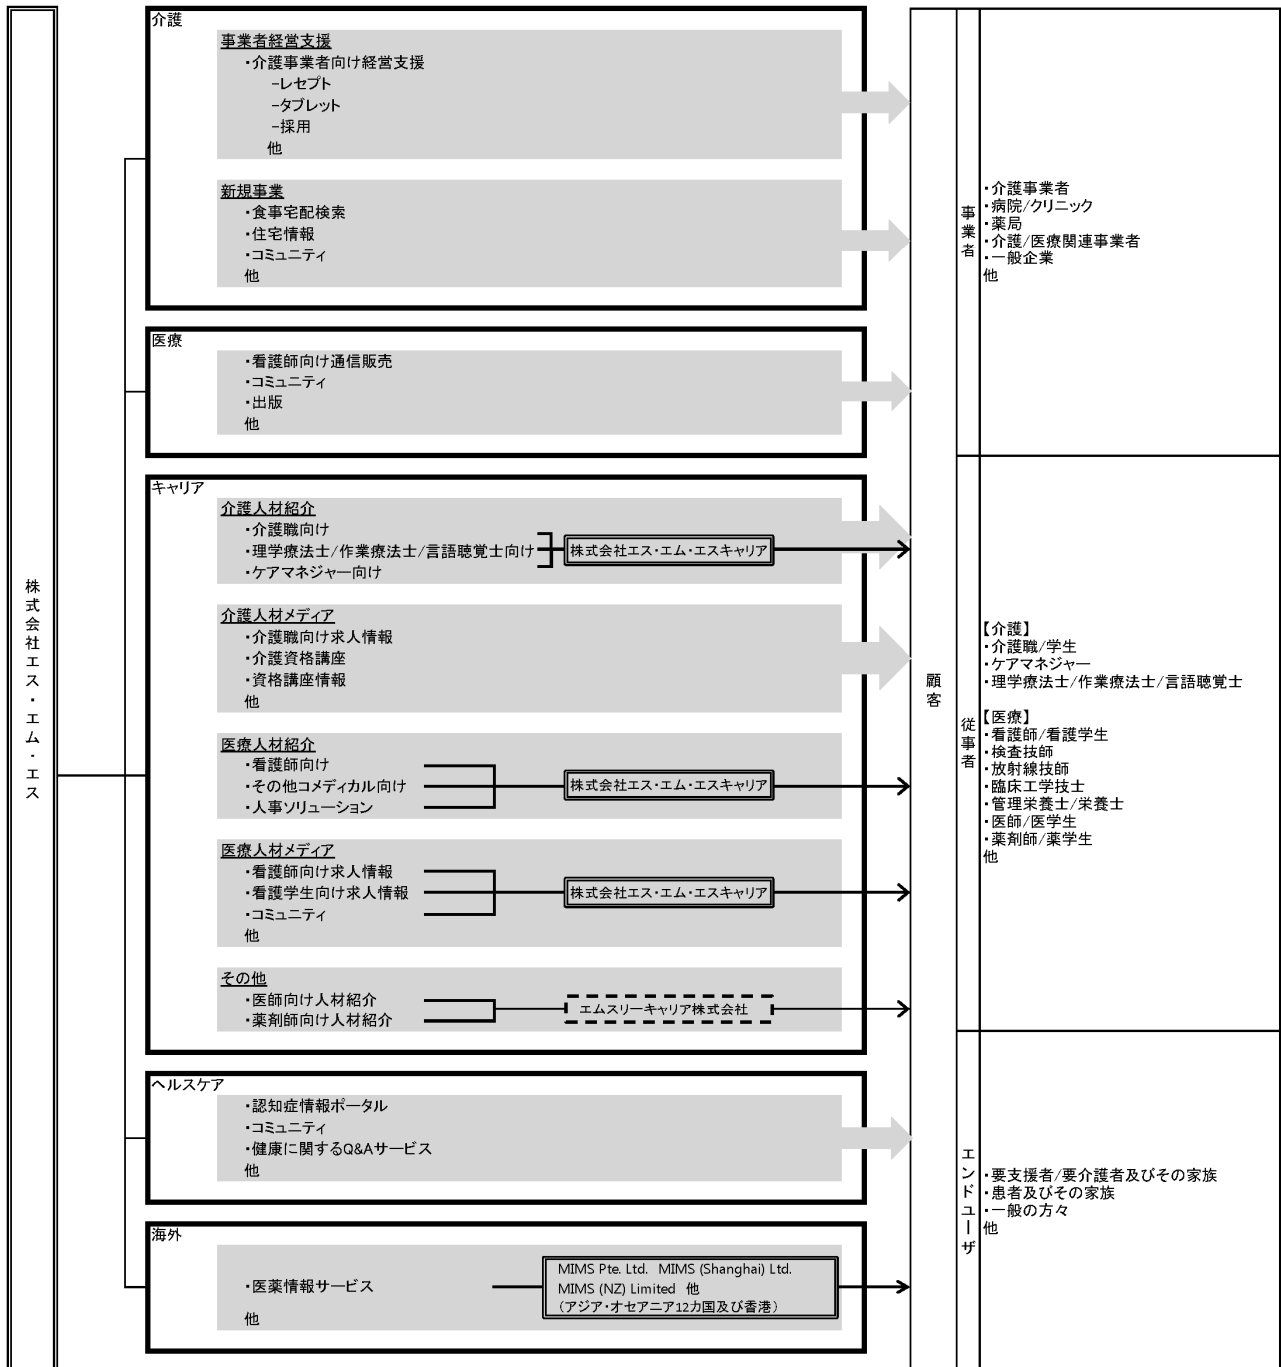 株式会社エス・エム・エス
介護
事業者経営支援
・介護事業者向け経営支援
−レセプト
−タブレット
−採用
他
新規事業
・食事宅配検索
・住宅情報
・コミュニティ
他
医療
・看護師向け通信販売
・コミュニティ
・出版
他
キャリア
介護人材紹介
・介護職向け
・理学療法士/作業療法士/言語聴覚士向け
・ケアマネジャー向け
株式会社エス・エム・エスキャリア
介護人材メディア
・介護職向け求人情報
・介護資格講座
・資格講座情報
他
医療人材紹介
・看護師向け
・その他コメディカル向け
・人事ソリューション
株式会社エス・エム・エスキャリア
医療人材メディア
・看護師向け求人情報
・看護学生向け求人情報
・コミュニティ
他
株式会社エス・エム・エスキャリア
その他
・医師向け人材紹介
・薬剤師向け人材紹介
エムスリーキャリア株式会社
ヘルスケア
・認知症情報ポータル
・コミュニティ
・健康に関するQ&Aサービス
他
海外
・医薬情報サービス
他
MIMS Pte. Ltd. MIMS (Shanghai) Ltd.
MIMS (NZ) Limited 他
（アジア・オセアニア12カ国及び香港）
顧客
事業者
・介護事業者
・病院/クリニック
・薬局
・介護/医療関連事業者
・一般企業
他
従事者
【介護】
・介護職/学生
・ケアマネジャー
・理学療法士/作業療法士/言語聴覚士
【医療】
・看護師/看護学生
・検査技師
・放射線技師
・臨床工学技士
・管理栄養士/栄養士
・医師/医学生
・薬剤師/薬学生
他
エンドユーザ
・要支援者/要介護者及びその家族
・患者及びその家族
・一般の方々
他